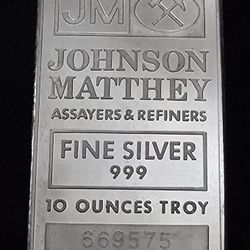 JM
JOHNSON
MATTHEY
ASSAYERS & REFINERS
FINE SILVER
999
10 OUNCES TROY
669575